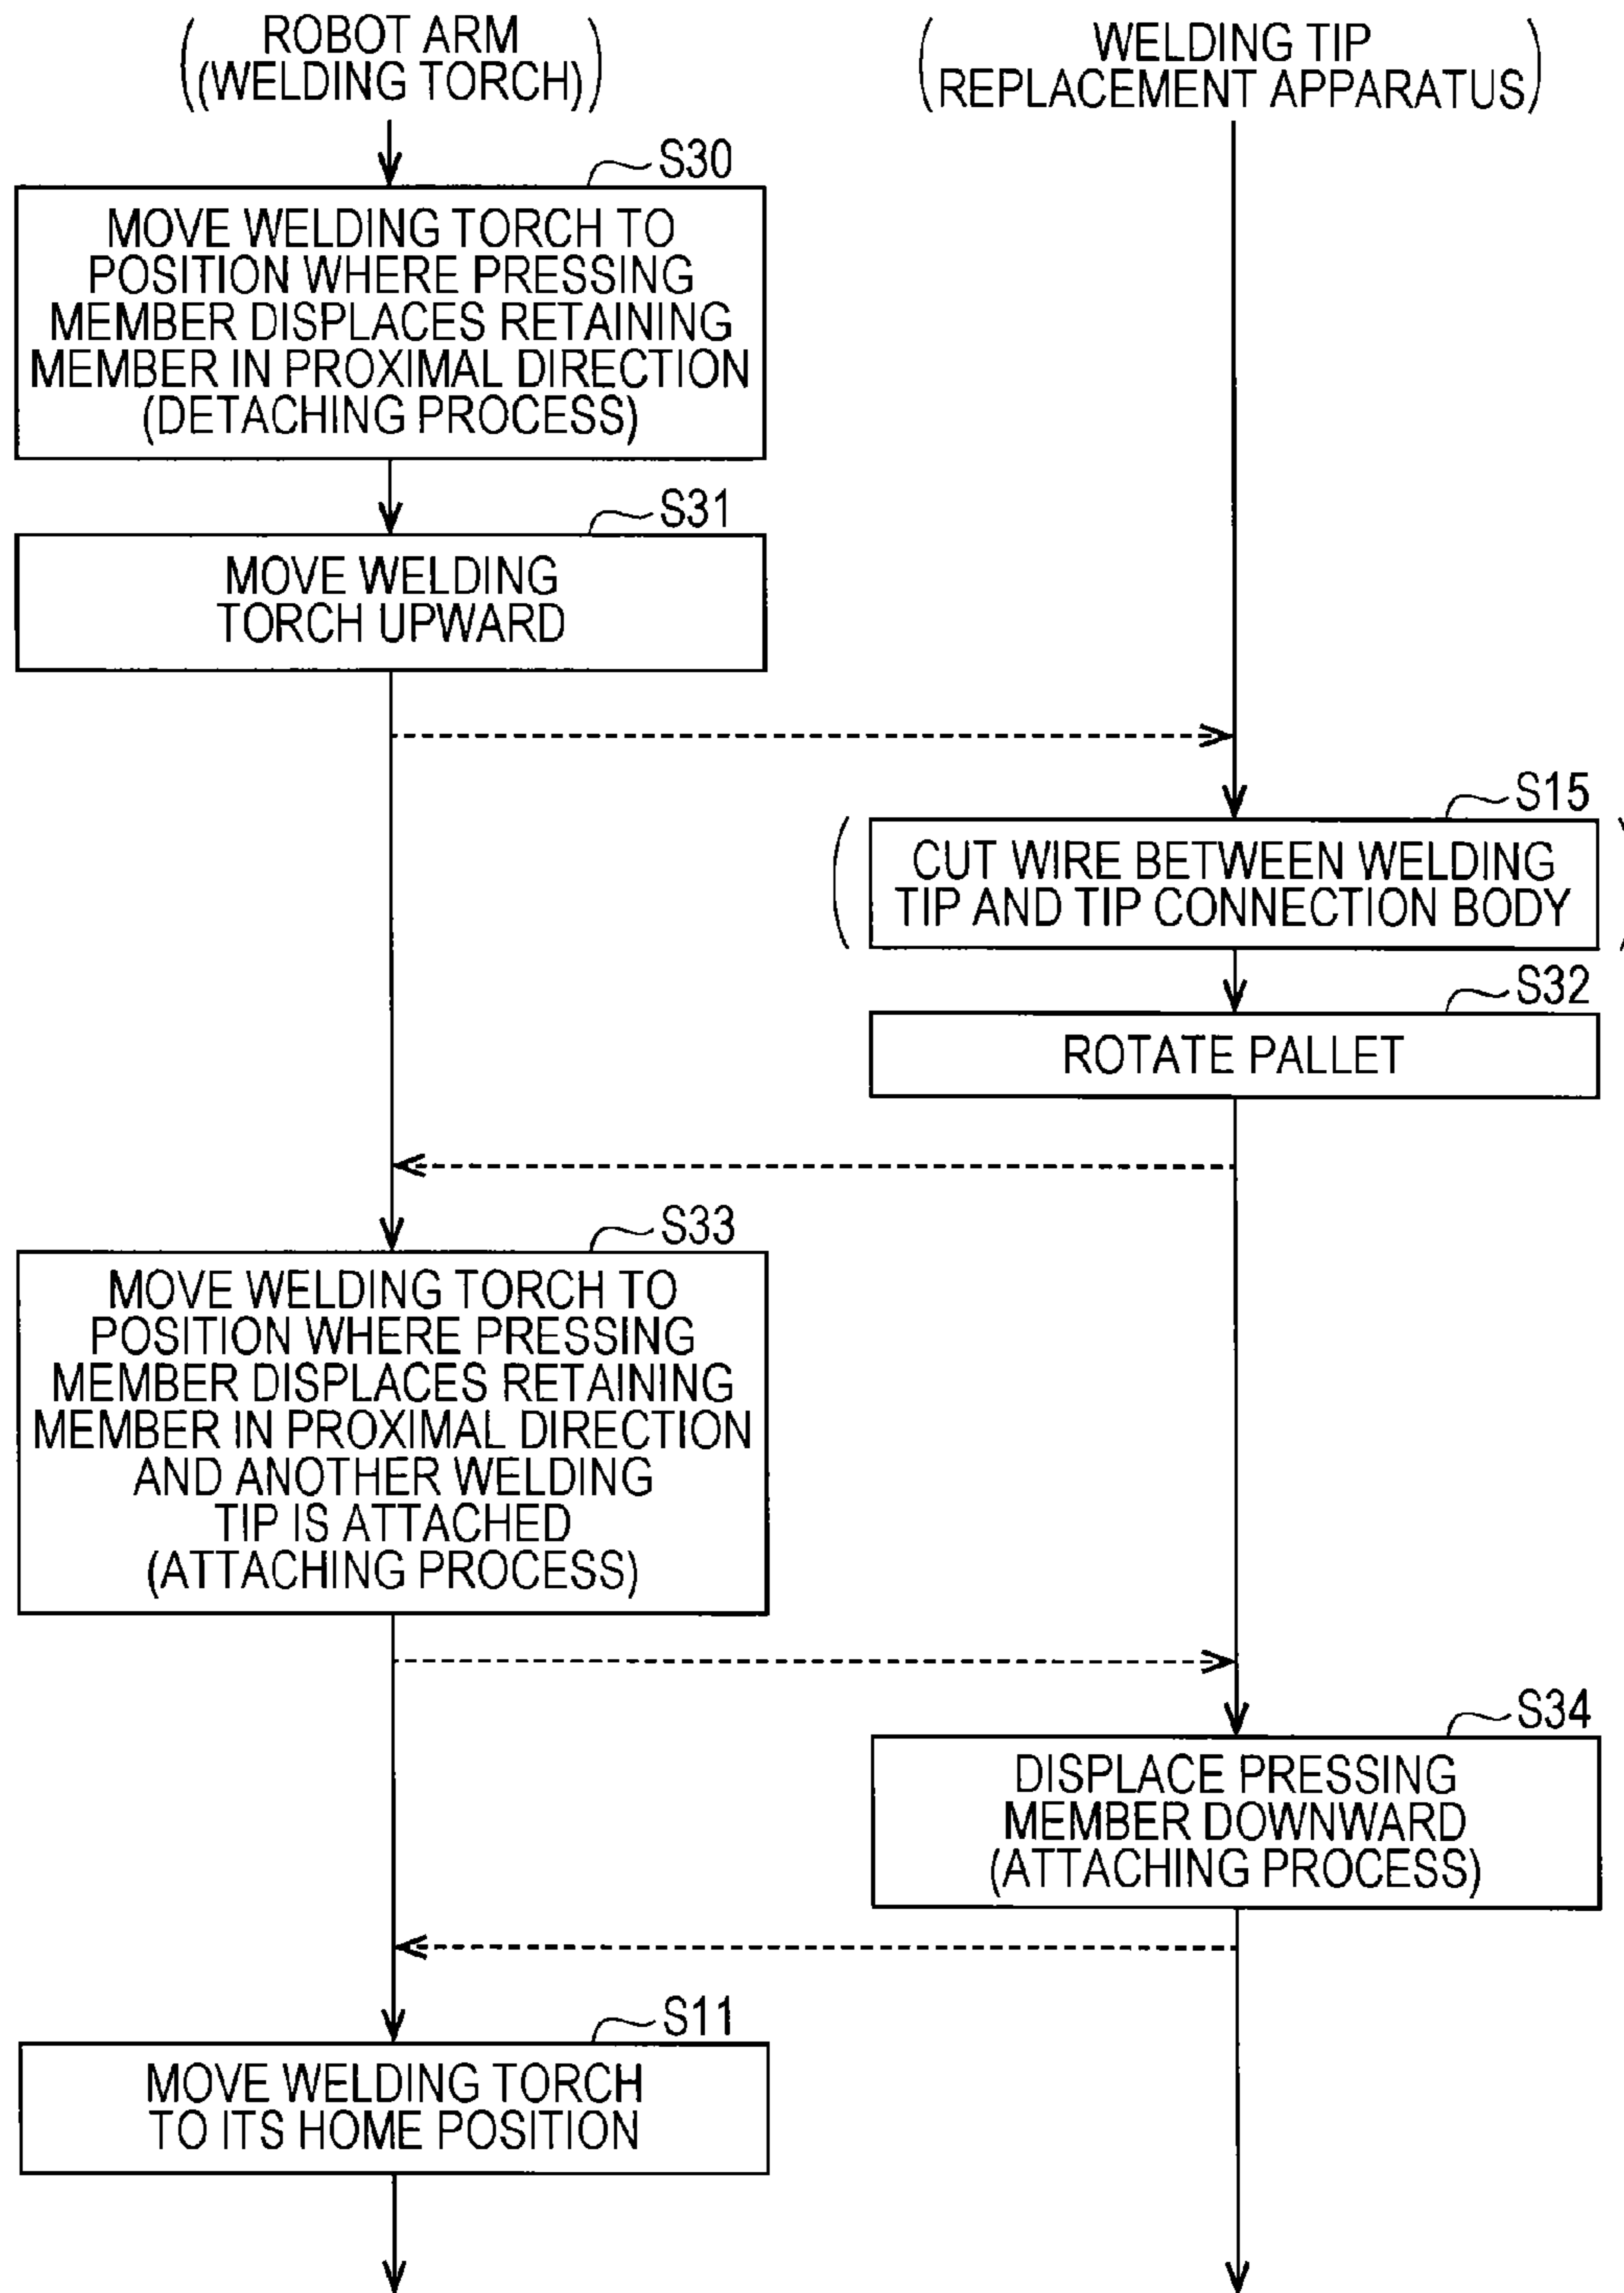 ROBOT ARM
(WELDING TORCH)
WELDING TIP
REPLACEMENT APPARATUS
S30
MOVE WELDING TORCH TO
POSITION WHERE PRESSING
MEMBER DISPLACES RETAINING
MEMBER IN PROXIMAL DIRECTION
(DETACHING PROCESS)
S31
MOVE WELDING
TORCH UPWARD
S15
CUT WIRE BETWEEN WELDING
TIP AND TIP CONNECTION BODY
S32
ROTATE PALLET
S33
MOVE WELDING TORCH TO
POSITION WHERE PRESSING
MEMBER DISPLACES RETAINING
MEMBER IN PROXIMAL DIRECTION
AND ANOTHER WELDING
TIP IS ATTACHED
(ATTACHING PROCESS)
S34
DISPLACE PRESSING
MEMBER DOWNWARD
(ATTACHING PROCESS)
S11
MOVE WELDING TORCH
TO ITS HOME POSITION